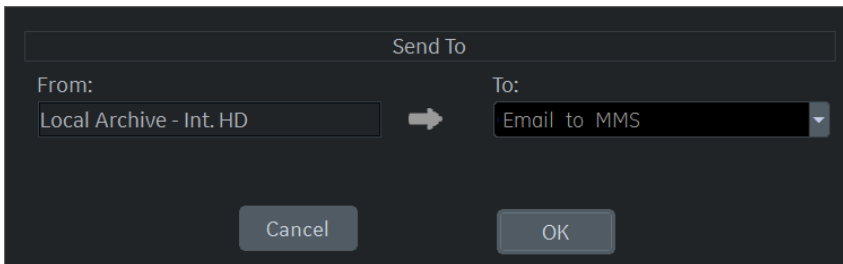 Send To
From:
To:
Local Archive - Int. HD
Email to MMS
Cancel
OK